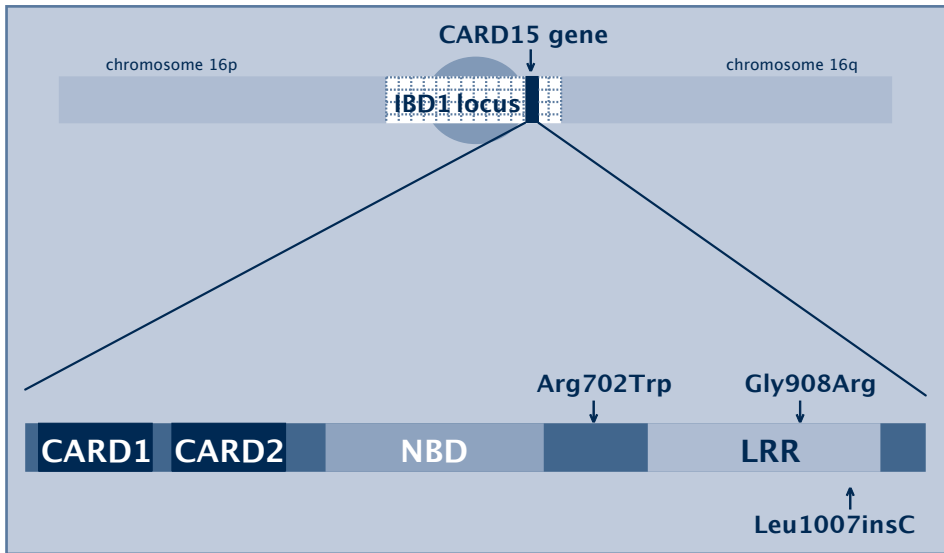 CARD15 gene
chromosome 16p
chromosome 16q
IBD1 locus
Arg702Trp
Gly908Arg
CARD1
CARD2
NBD
LRR
Leu1007insC